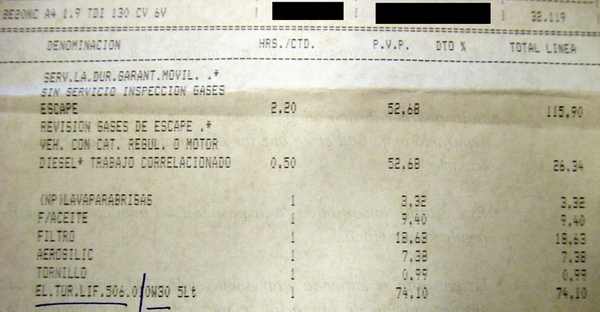 8E50NC A4 1.9 TDI 130 CV 6V 32.119
DENOMINACION HRS./CTD. P.V.P. DTO % TOTAL LINEA
SERV.LA.DUR.GARANT.MOVIL. .*
SIN SERVICIO INSPECCION GASES
ESCAPE 2,20 52,68 115,90
REVISION GASES DE ESCAPE .*
VEH. CON CAT. REGUL. O MOTOR
DIESEL* TRABAJO CORRELACIONADO 0,50 52,68 26,34
(NP)LAVAPARABRISAS 1 3,32 3,32
F/ACEITE 1 9,40 9,40
FILTRO 1 18,63 18,63
AEROSILIC 1 7,38 7,38
TORNILLO 1 0,99 0,99
EL.TUR.LIF.506.0 0W30 5Lt 1 74,10 74,10